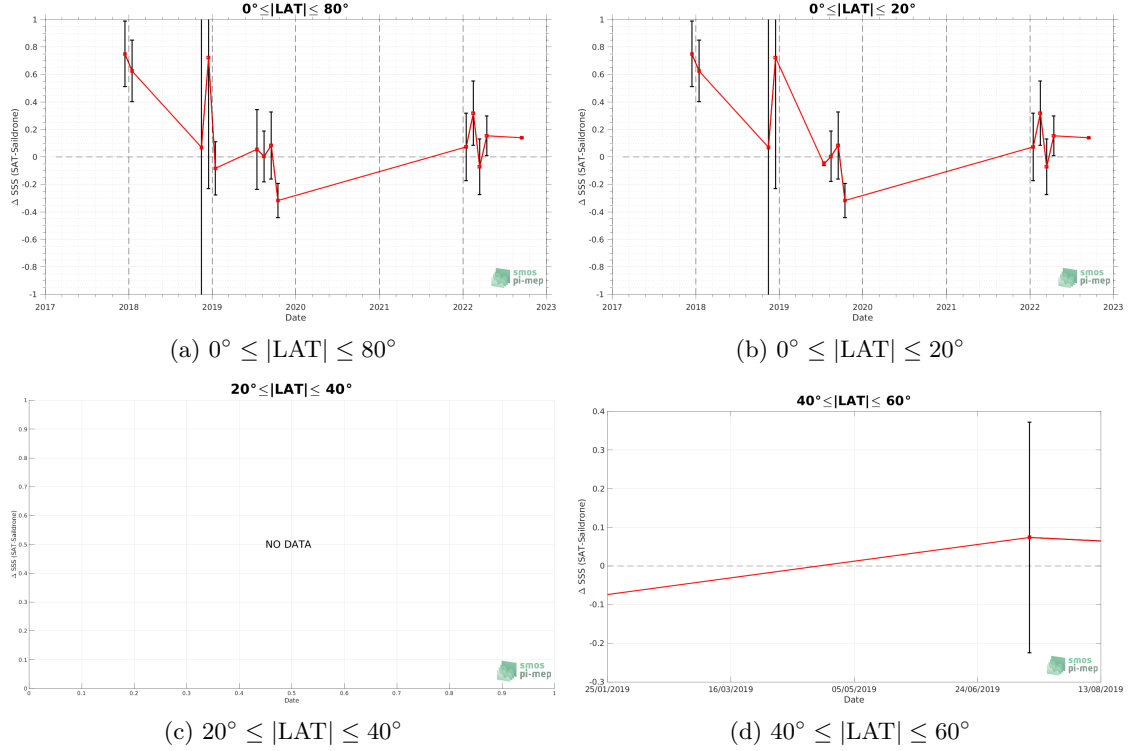 0°≤|LAT|≤ 80°
1
0.8
0.6
0.4
0.2
0
-0.2
-0.4
-0.6
-0.8
-1
Δ SSS (SAT-Saildrone)
2017 2018 2019 2020 2021 2022 2023
Date
smos
pi-mep
(a) 0° ≤ |LAT| ≤ 80°
0°≤|LAT|≤ 20°
1
0.8
0.6
0.4
0.2
0
-0.2
-0.4
-0.6
-0.8
-1
Δ SSS (SAT-Saildrone)
2017 2018 2019 2020 2021 2022 2023
Date
smos
pi-mep
(b) 0° ≤ |LAT| ≤ 20°
20°≤|LAT|≤ 40°
1
0.9
0.8
0.7
0.6
0.5
0.4
0.3
0.2
0.1
0
Δ SSS (SAT-Saildrone)
NO DATA
0 0.1 0.2 0.3 0.4 0.5 0.6 0.7 0.8 0.9 1
Date
smos
pi-mep
(c) 20° ≤ |LAT| ≤ 40°
40°≤|LAT|≤ 60°
0.4
0.3
0.2
0.1
0
-0.1
-0.2
-0.3
Δ SSS (SAT-Saildrone)
25/01/2019 16/03/2019 05/05/2019 24/06/2019 13/08/2019
Date
smos
pi-mep
(d) 40° ≤ |LAT| ≤ 60°